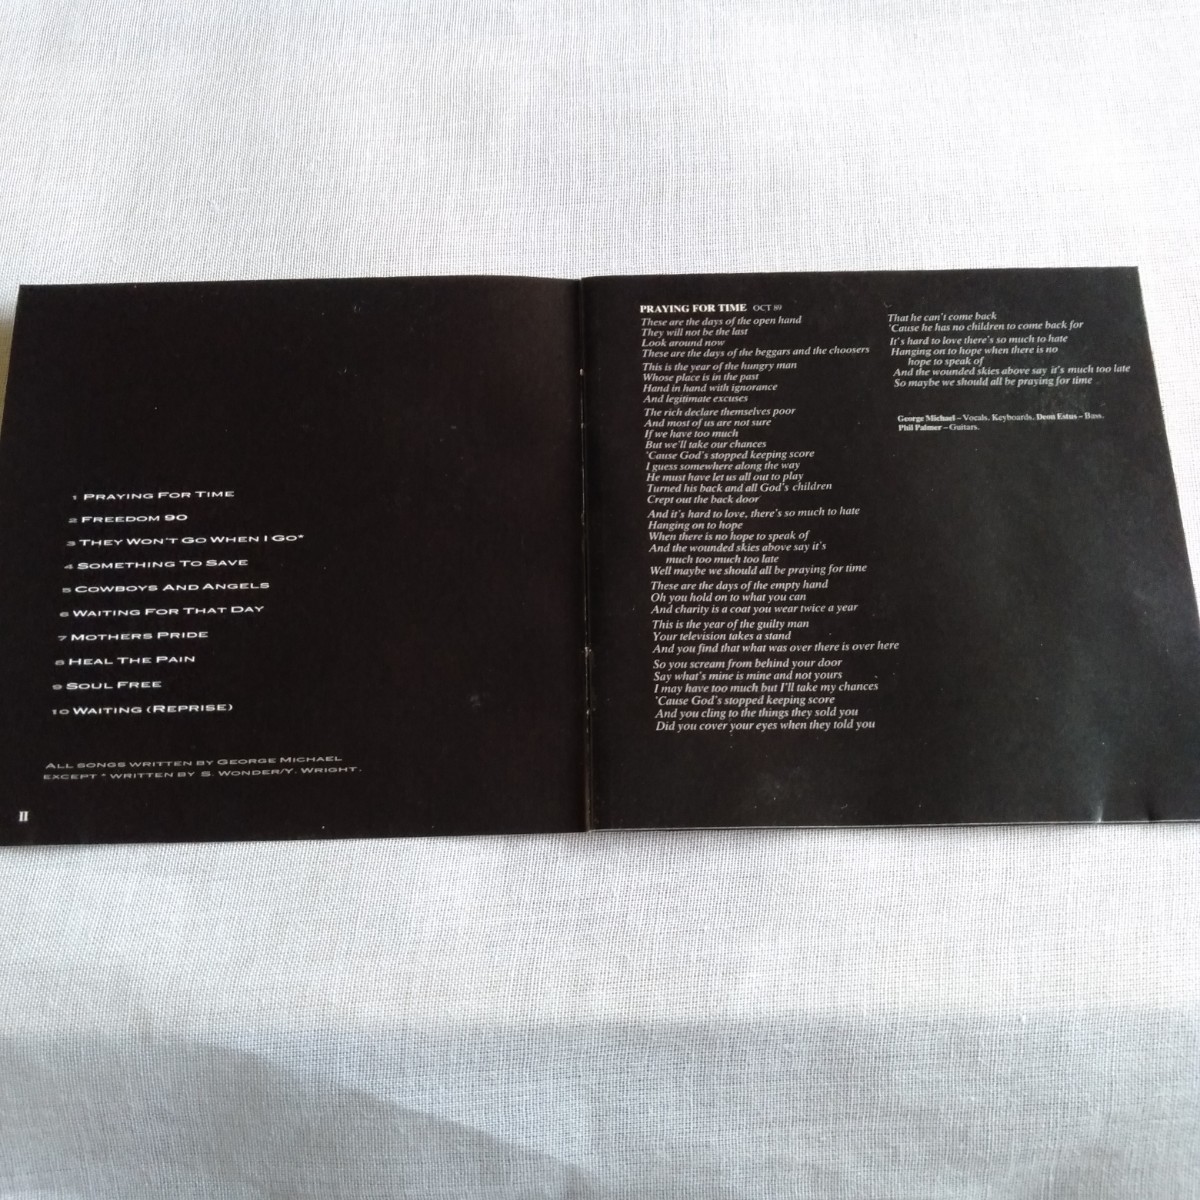 1 PRAYING FOR TIME
2 FREEDOM 90
3 THEY WON'T GO WHEN I GO*
4 SOMETHING TO SAVE
5 COWBOYS AND ANGELS
6 WAITING FOR THAT DAY
7 MOTHERS PRIDE
8 HEAL THE PAIN
9 SOUL FREE
10 WAITING (REPRISE)
ALL SONGS WRITTEN BY GEORGE MICHAEL
EXCEPT * WRITTEN BY S. WONDER/Y. WRIGHT.
II
PRAYING FOR TIME OCT 89
These are the days of the open hand
They will not be the last
Look around now
These are the days of the beggars and the choosers
This is the year of the hungry man
Whose place is in the past
Hand in hand with ignorance
And legitimate excuses
The rich declare themselves poor
And most of us are not sure
If we have too much
But we'll take our chances
'Cause God's stopped keeping score
I guess somewhere along the way
He must have let us all out to play
Turned his back and all God's children
Crept out the back door
And it's hard to love, there's so much to hate
Hanging on to hope
When there is no hope to speak of
And the wounded skies above say it's
much too much too late
Well maybe we should all be praying for time
These are the days of the empty hand
Oh you hold on to what you can
And charity is a coat you wear twice a year
This is the year of the guilty man
Your television takes a stand
And you find that what was over there is over here
So you scream from behind your door
Say what's mine is mine and not yours
I may have too much but I'll take my chances
'Cause God's stopped keeping score
And you cling to the things they sold you
Did you cover your eyes when they told you
That he can't come back
'Cause he has no children to come back for
It's hard to love there's so much to hate
Hanging on to hope when there is no
hope to speak of
And the wounded skies above say it's much too late
So maybe we should all be praying for time
George Michael – Vocals. Keyboards. Deon Estus – Bass.
Phil Palmer – Guitars.